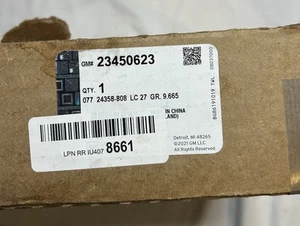 GM# 23450623
QTY. 1
077 24358-808 LC 27 GR. 9.665
IN CHINA
LAND)
LPN RR IU407 8661
Detroit, MI 48265
©2021 GM LLC
All Rights Reserved.